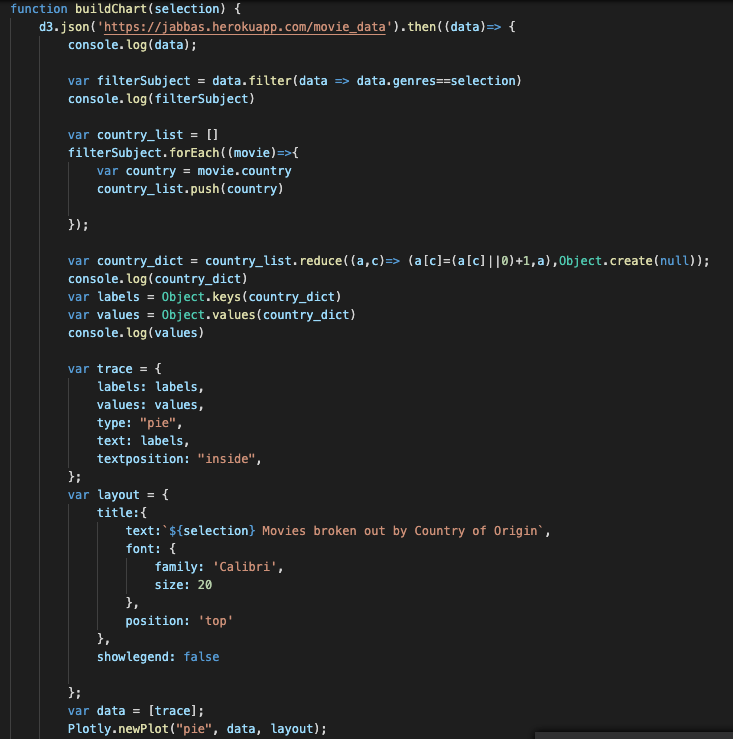 function buildChart(selection) {
    d3.json('https://jabbas.herokuapp.com/movie_data').then((data)=> {
        console.log(data);

        var filterSubject = data.filter(data => data.genres==selection)
        console.log(filterSubject)

        var country_list = []
        filterSubject.forEach((movie)=>{
            var country = movie.country
            country_list.push(country)

        });

        var country_dict = country_list.reduce((a,c)=> (a[c]=(a[c]||0)+1,a),Object.create(null));
        console.log(country_dict)
        var labels = Object.keys(country_dict)
        var values = Object.values(country_dict)
        console.log(values)

        var trace = {
            labels: labels,
            values: values,
            type: "pie",
            text: labels,
            textposition: "inside",
        };
        var layout = {
            title:{
                text:`${selection} Movies broken out by Country of Origin`,
                font: {
                    family: 'Calibri',
                    size: 20
                },
                position: 'top'
            },
            showlegend: false

        };
        var data = [trace];
        Plotly.newPlot("pie", data, layout);